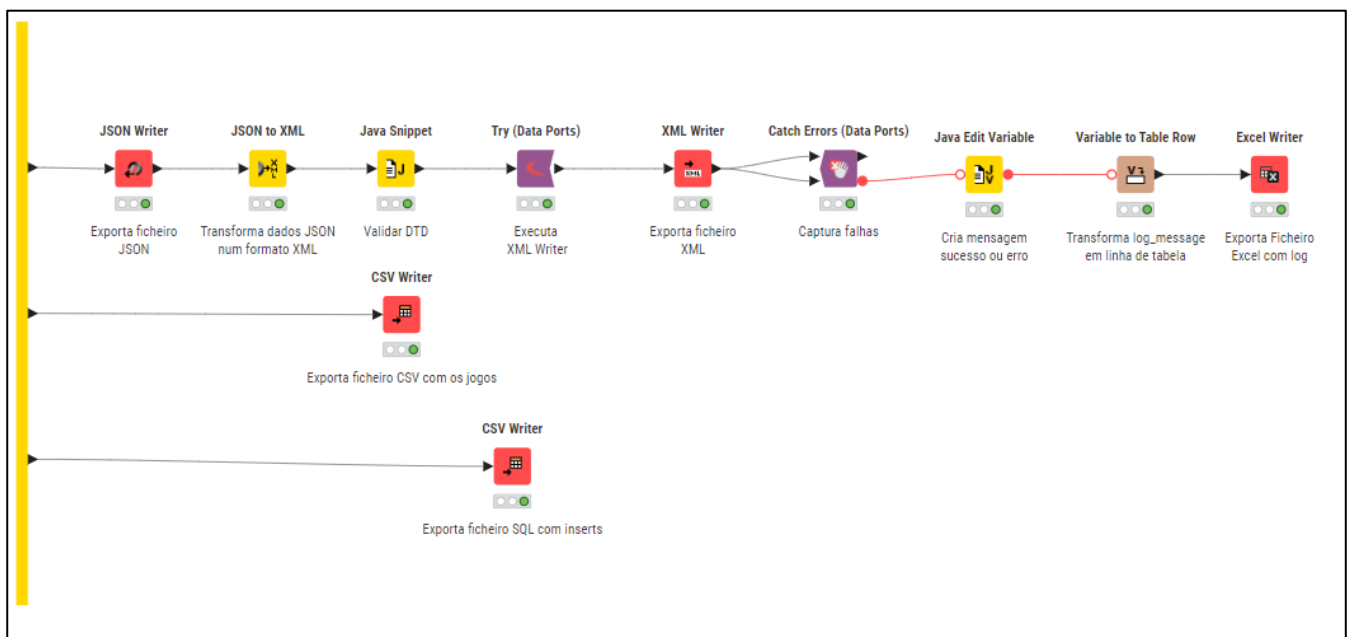 JSON Writer
JSON to XML
Java Snippet
Try (Data Ports)
XML Writer
Catch Errors (Data Ports)
Java Edit Variable
Variable to Table Row
Excel Writer
Exporta ficheiro
JSON
Transforma dados JSON
num formato XML
Validar DTD
Executa
XML Writer
Exporta ficheiro
XML
Captura falhas
Cria mensagem
sucesso ou erro
Transforma log_message
em linha de tabela
Exporta Ficheiro
Excel com log
CSV Writer
Exporta ficheiro CSV com os jogos
CSV Writer
Exporta ficheiro SQL com inserts